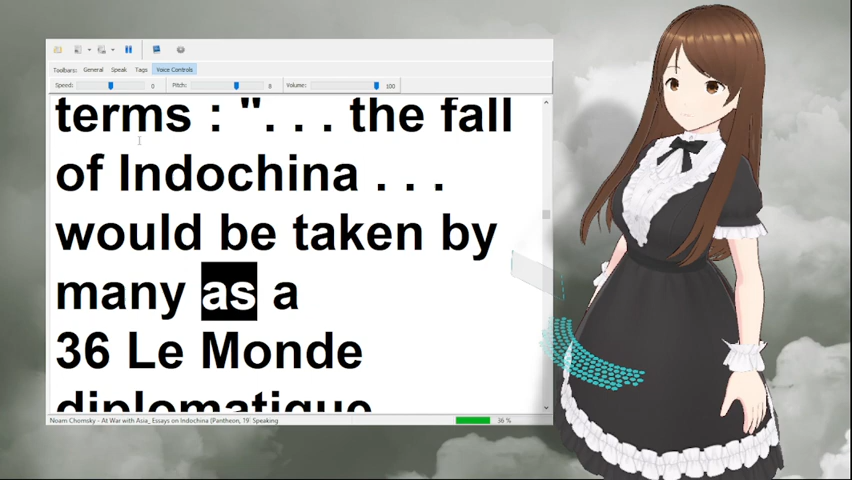 Toolbars: General Speak Tags Voice Controls
Speed: 0 Pitch: 8 Volume: 100
terms : ". . . the fall
of Indochina . . .
would be taken by
many as a
36 Le Monde
diplomatique
Noam Chomsky - At War with Asia_ Essays on Indochina (Pantheon, 19 Speaking 36 %